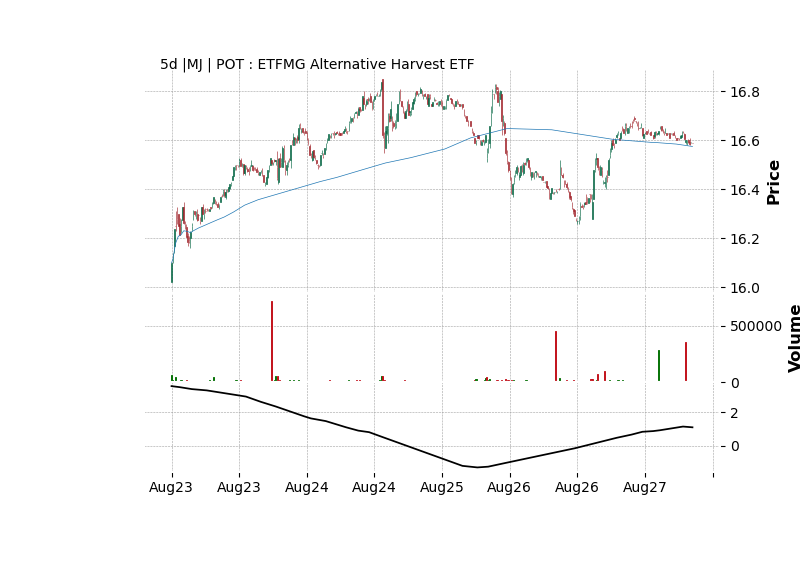 5d |MJ | POT : ETFMG Alternative Harvest ETF
16.8
16.6
16.4
16.2
16.0
Price
500000
0
Volume
2
0
Aug23 Aug23 Aug24 Aug24 Aug25 Aug26 Aug26 Aug27